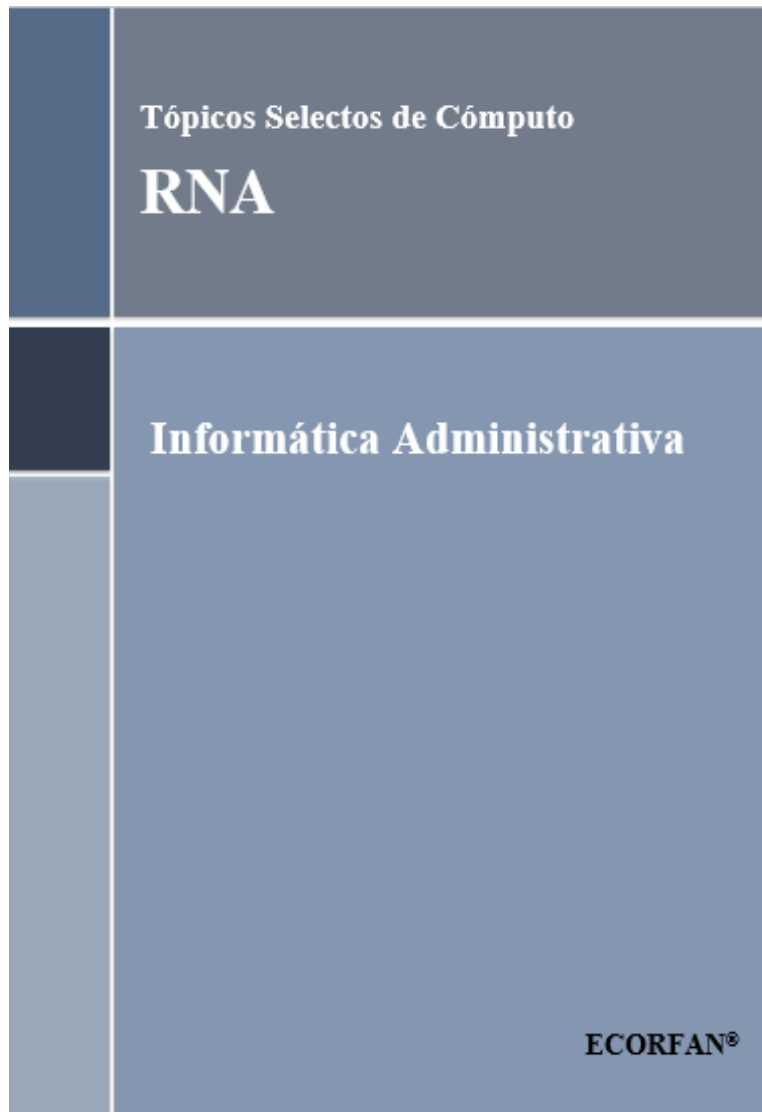 Tópicos Selectos de Cómputo
RNA
Informática Administrativa
ECORFAN®